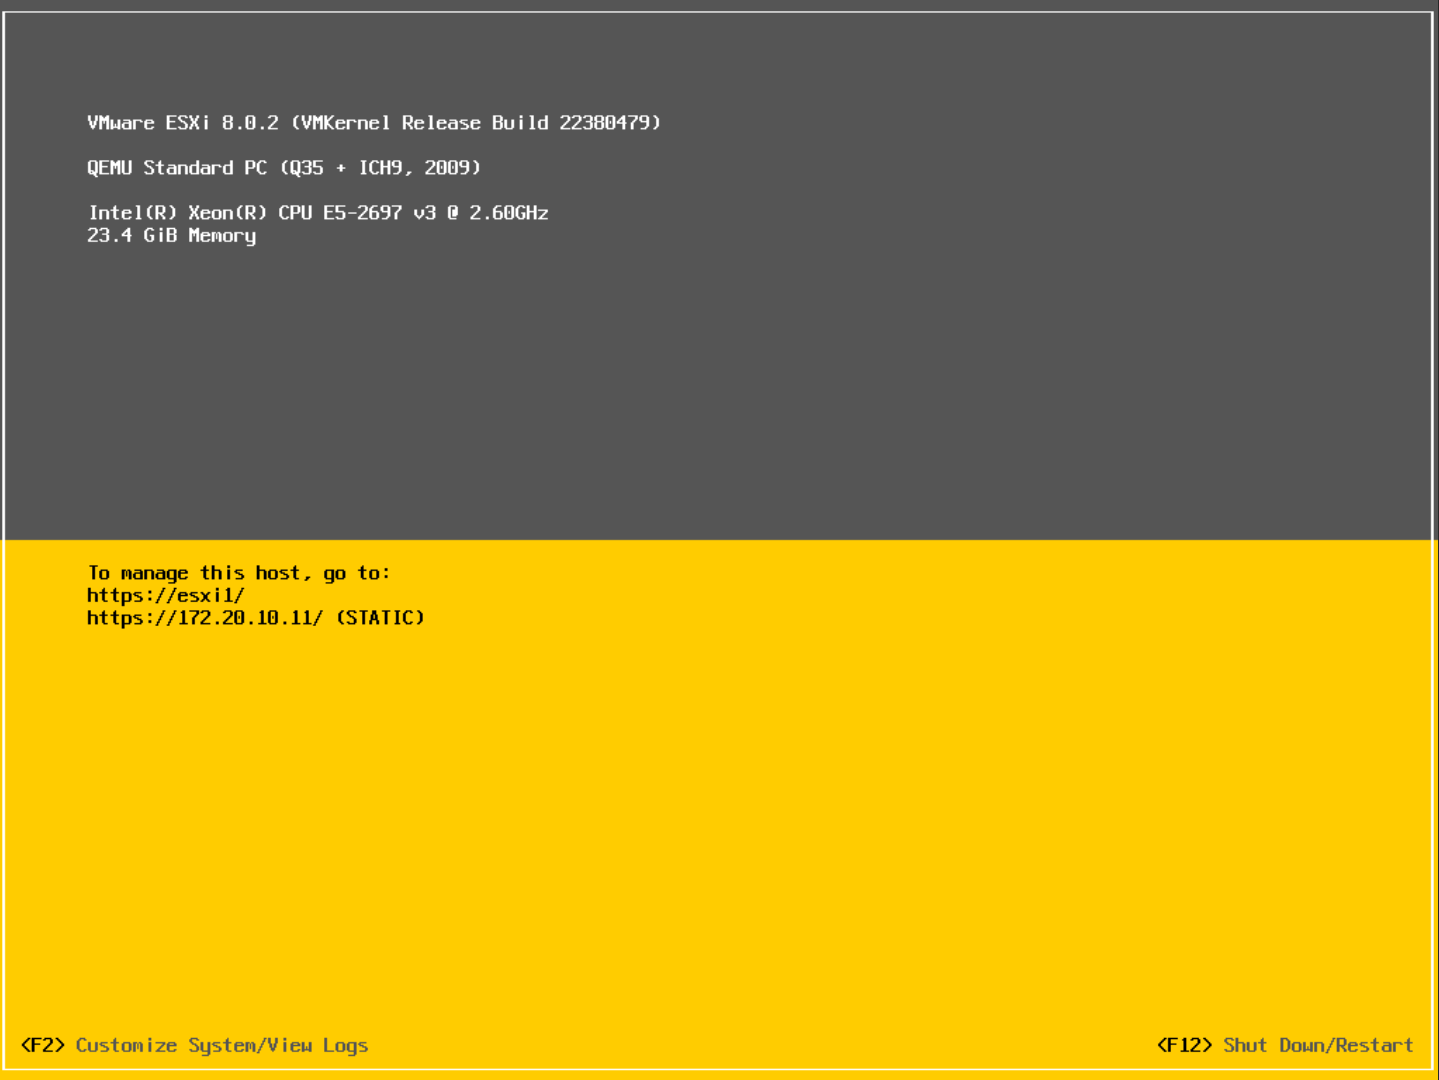 VMware ESXi 8.0.2 (VMKernel Release Build 22380479)
QEMU Standard PC (Q35 + ICH9, 2009)
Intel(R) Xeon(R) CPU E5-2697 v3 @ 2.60GHz
23.4 GiB Memory
To manage this host, go to:
https://esxi1/
https://172.20.10.11/ (STATIC)
<F2> Customize System/View Logs
<F12> Shut Down/Restart